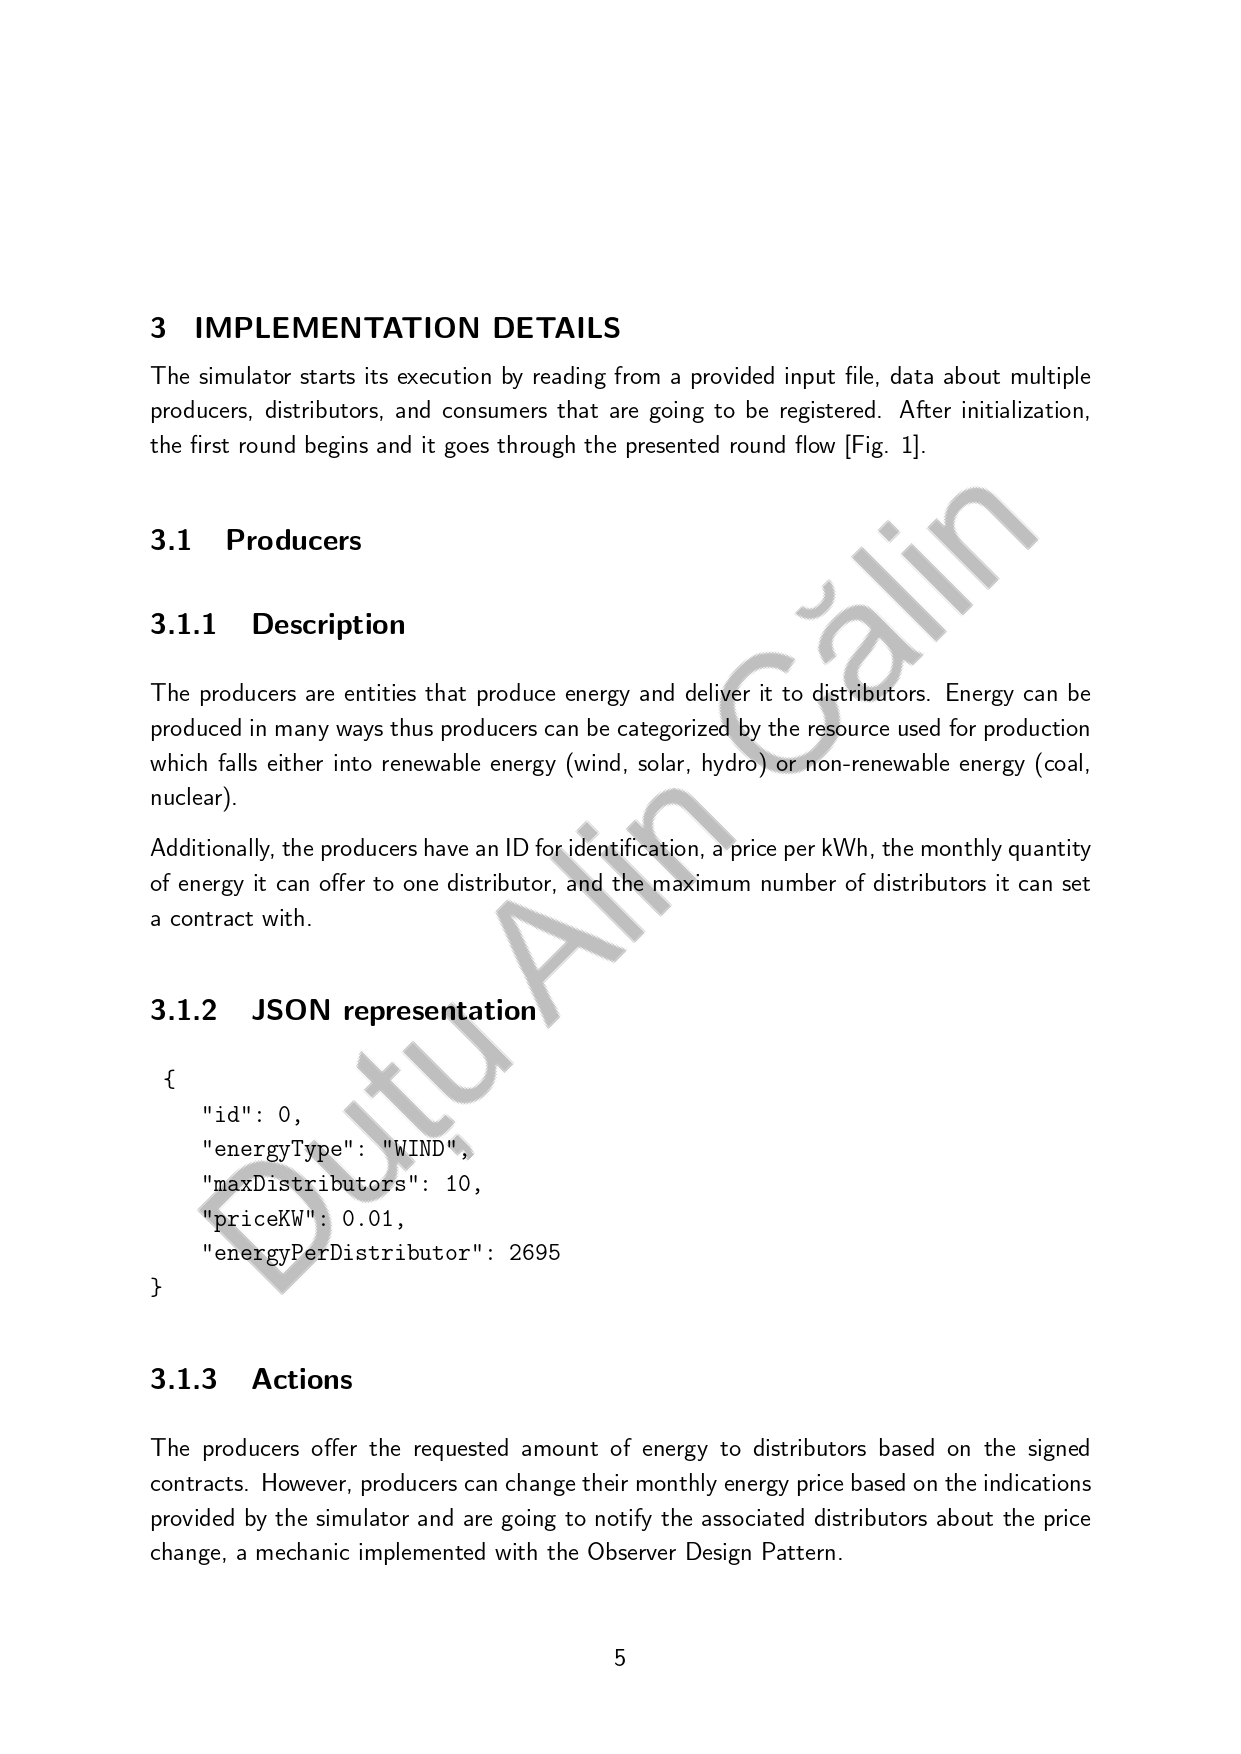 3 IMPLEMENTATION DETAILS
The simulator starts its execution by reading from a provided input file, data about multiple
producers, distributors, and consumers that are going to be registered. After initialization,
the first round begins and it goes through the presented round flow [Fig. 1].
3.1 Producers
3.1.1 Description
The producers are entities that produce energy and deliver it to distributors. Energy can be
produced in many ways thus producers can be categorized by the resource used for production
which falls either into renewable energy (wind, solar, hydro) or non-renewable energy (coal,
nuclear).
Additionally, the producers have an ID for identification, a price per kWh, the monthly quantity
of energy it can offer to one distributor, and the maximum number of distributors it can set
a contract with.
3.1.2 JSON representation
{
"id": 0,
"energyType": "WIND",
"maxDistributors": 10,
"priceKW": 0.01,
"energyPerDistributor": 2695
}
3.1.3 Actions
The producers offer the requested amount of energy to distributors based on the signed
contracts. However, producers can change their monthly energy price based on the indications
provided by the simulator and are going to notify the associated distributors about the price
change, a mechanic implemented with the Observer Design Pattern.
5
Duțu Alin Călin